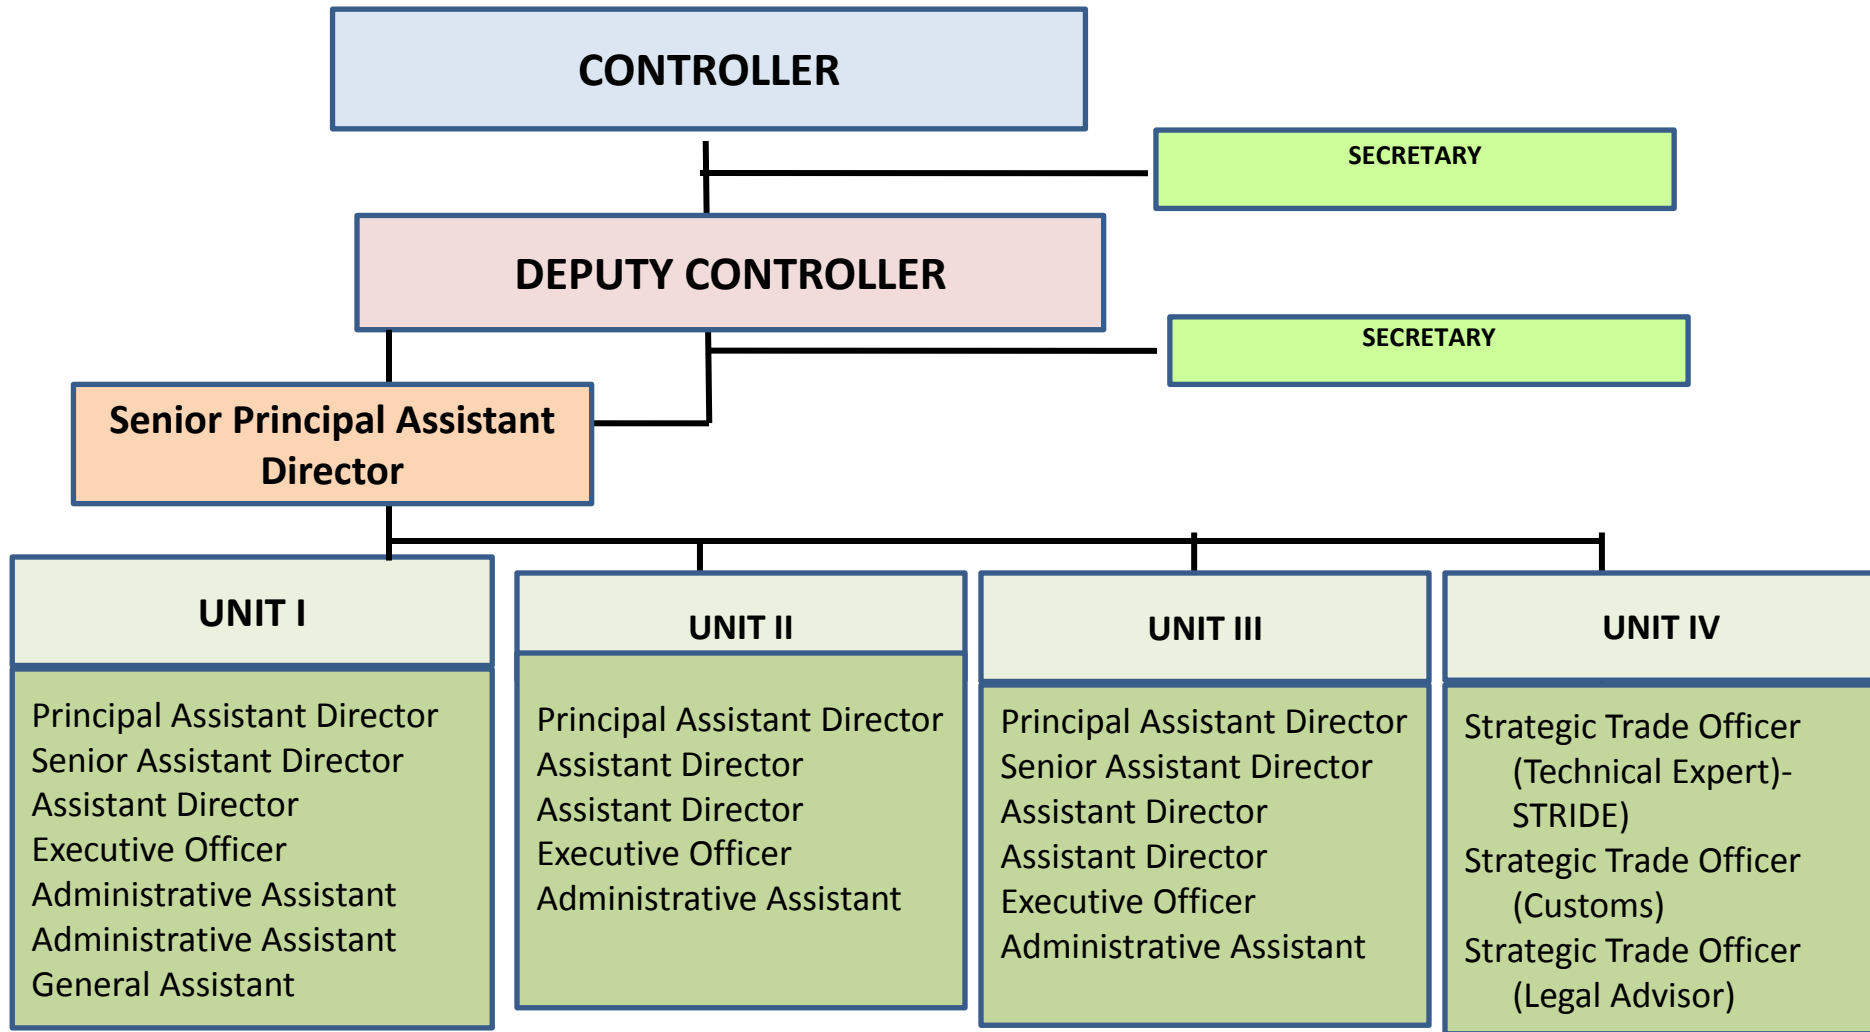 CONTROLLER
SECRETARY
DEPUTY CONTROLLER
SECRETARY
Senior Principal Assistant
Director
UNIT I
Principal Assistant Director
Senior Assistant Director
Assistant Director
Executive Officer
Administrative Assistant
Administrative Assistant
General Assistant
UNIT II
Principal Assistant Director
Assistant Director
Assistant Director
Executive Officer
Administrative Assistant
UNIT III
Principal Assistant Director
Senior Assistant Director
Assistant Director
Assistant Director
Executive Officer
Administrative Assistant
UNIT IV
Strategic Trade Officer
(Technical Expert)-
STRIDE)
Strategic Trade Officer
(Customs)
Strategic Trade Officer
(Legal Advisor)